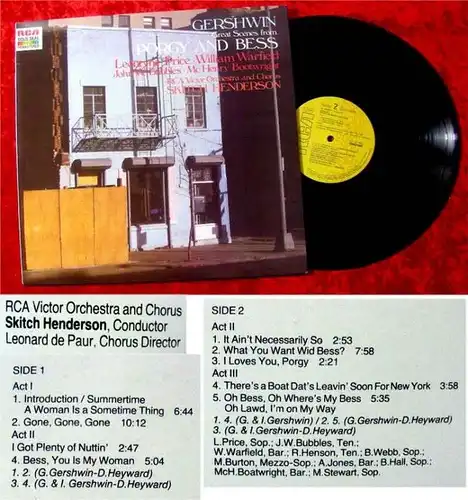 RCA
GERSHWIN
Great Scenes from
PORGY AND BESS
Leontyne Price · William Warfield
John W. Bubbles · Mc Henry Boatwright
RCA Victor Orchestra and Chorus
SKITCH HENDERSON
RCA Victor Orchestra and Chorus
Skitch Henderson, Conductor
Leonard de Paur, Chorus Director
SIDE 1
Act I
1. Introduction / Summertime
A Woman Is a Sometime Thing 6:44
2. Gone, Gone, Gone 10:12
Act II
I Got Plenty of Nuttin' 2:47
4. Bess, You Is My Woman 5:04
1. 2. (G.Gershwin-D.Heyward)
3. 4. (G. & I. Gershwin-D.Heyward)
SIDE 2
Act II
1. It Ain't Necessarily So 2:53
2. What You Want Wid Bess? 7:58
3. I Loves You, Porgy 2:21
Act III
4. There's a Boat Dat's Leavin' Soon For New York 3:58
5. Oh Bess, Oh Where's My Bess 5:35
Oh Lawd, I'm on My Way
1. 4. (G. & I.Gershwin) / 2. 5. (G.Gershwin-D.Heyward)
3. (G. & I.Gershwin-D.Heyward)
L.Price, Sop.; J.W.Bubbles, Ten.;
W.Warfield, Bar.; R.Henson, Ten.; B.Webb, Sop.;
M.Burton, Mezzo-Sop.; A.Jones, Bar.; B.Hall, Sop.;
McH.Boatwright, Bar.; M.Stewart, Sop.